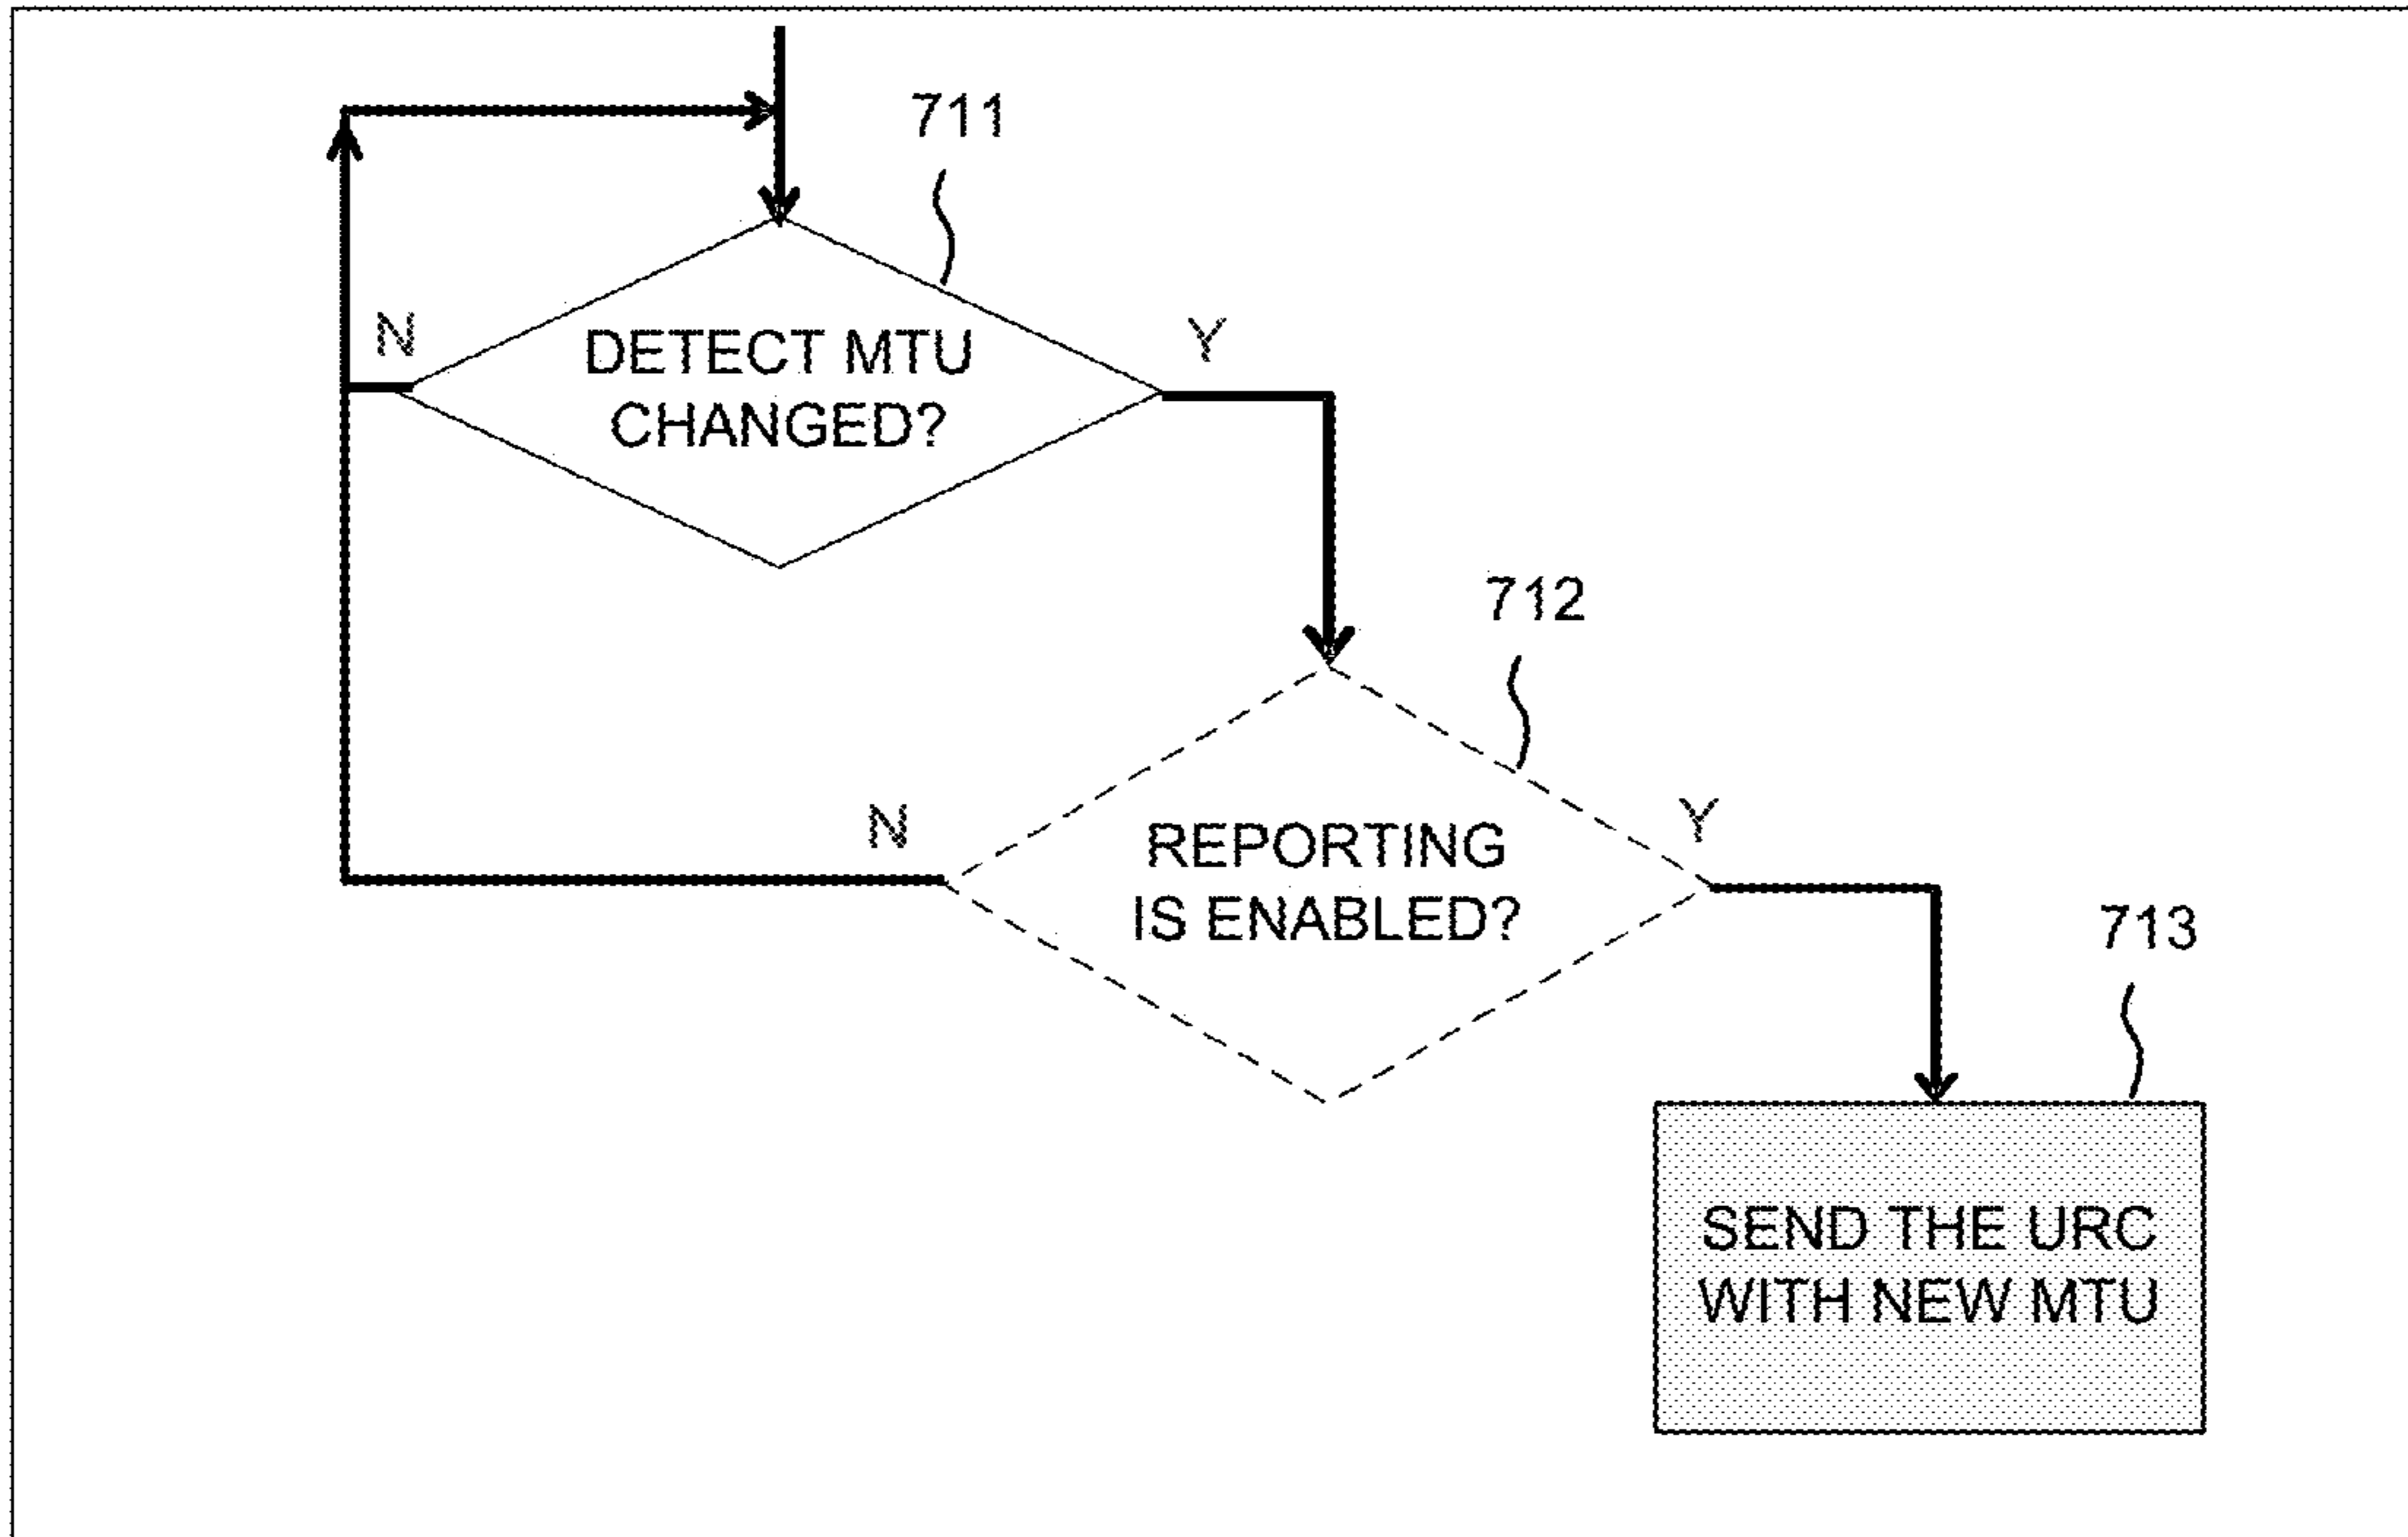 711
N
DETECT MTU
CHANGED?
Y
712
N
REPORTING
IS ENABLED?
Y
713
SEND THE URC
WITH NEW MTU